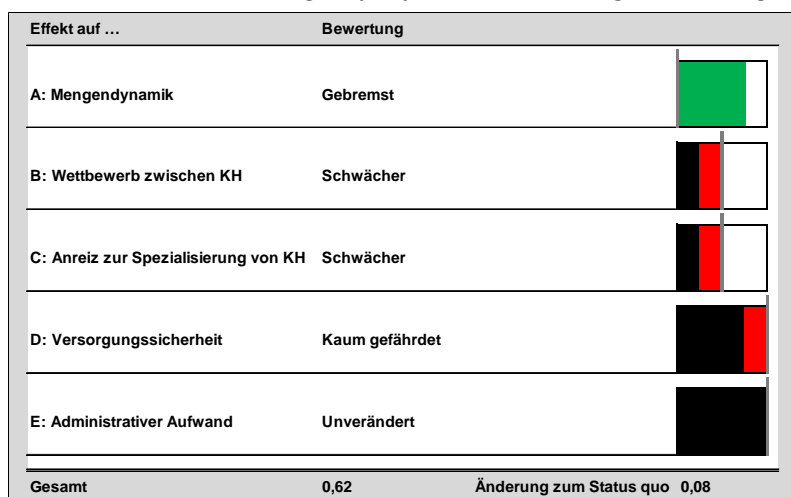 Effekt auf … Bewertung
A: Mengendynamik Gebremst
B: Wettbewerb zwischen KH Schwächer
C: Anreiz zur Spezialisierung von KH Schwächer
D: Versorgungssicherheit Kaum gefährdet
E: Administrativer Aufwand Unverändert
Gesamt 0,62 Änderung zum Status quo 0,08